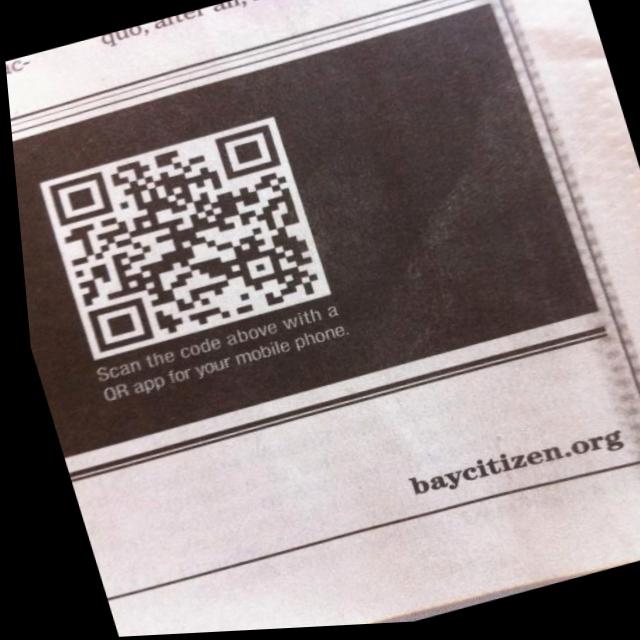 quo, after all,
Scan the code above with a
QR app for your mobile phone.
baycitizen.org